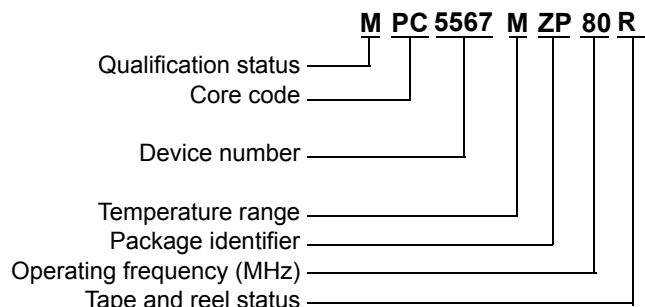 M PC 5567 M ZP 80 R
Qualification status
Core code
Device number
Temperature range
Package identifier
Operating frequency (MHz)
Tape and reel status